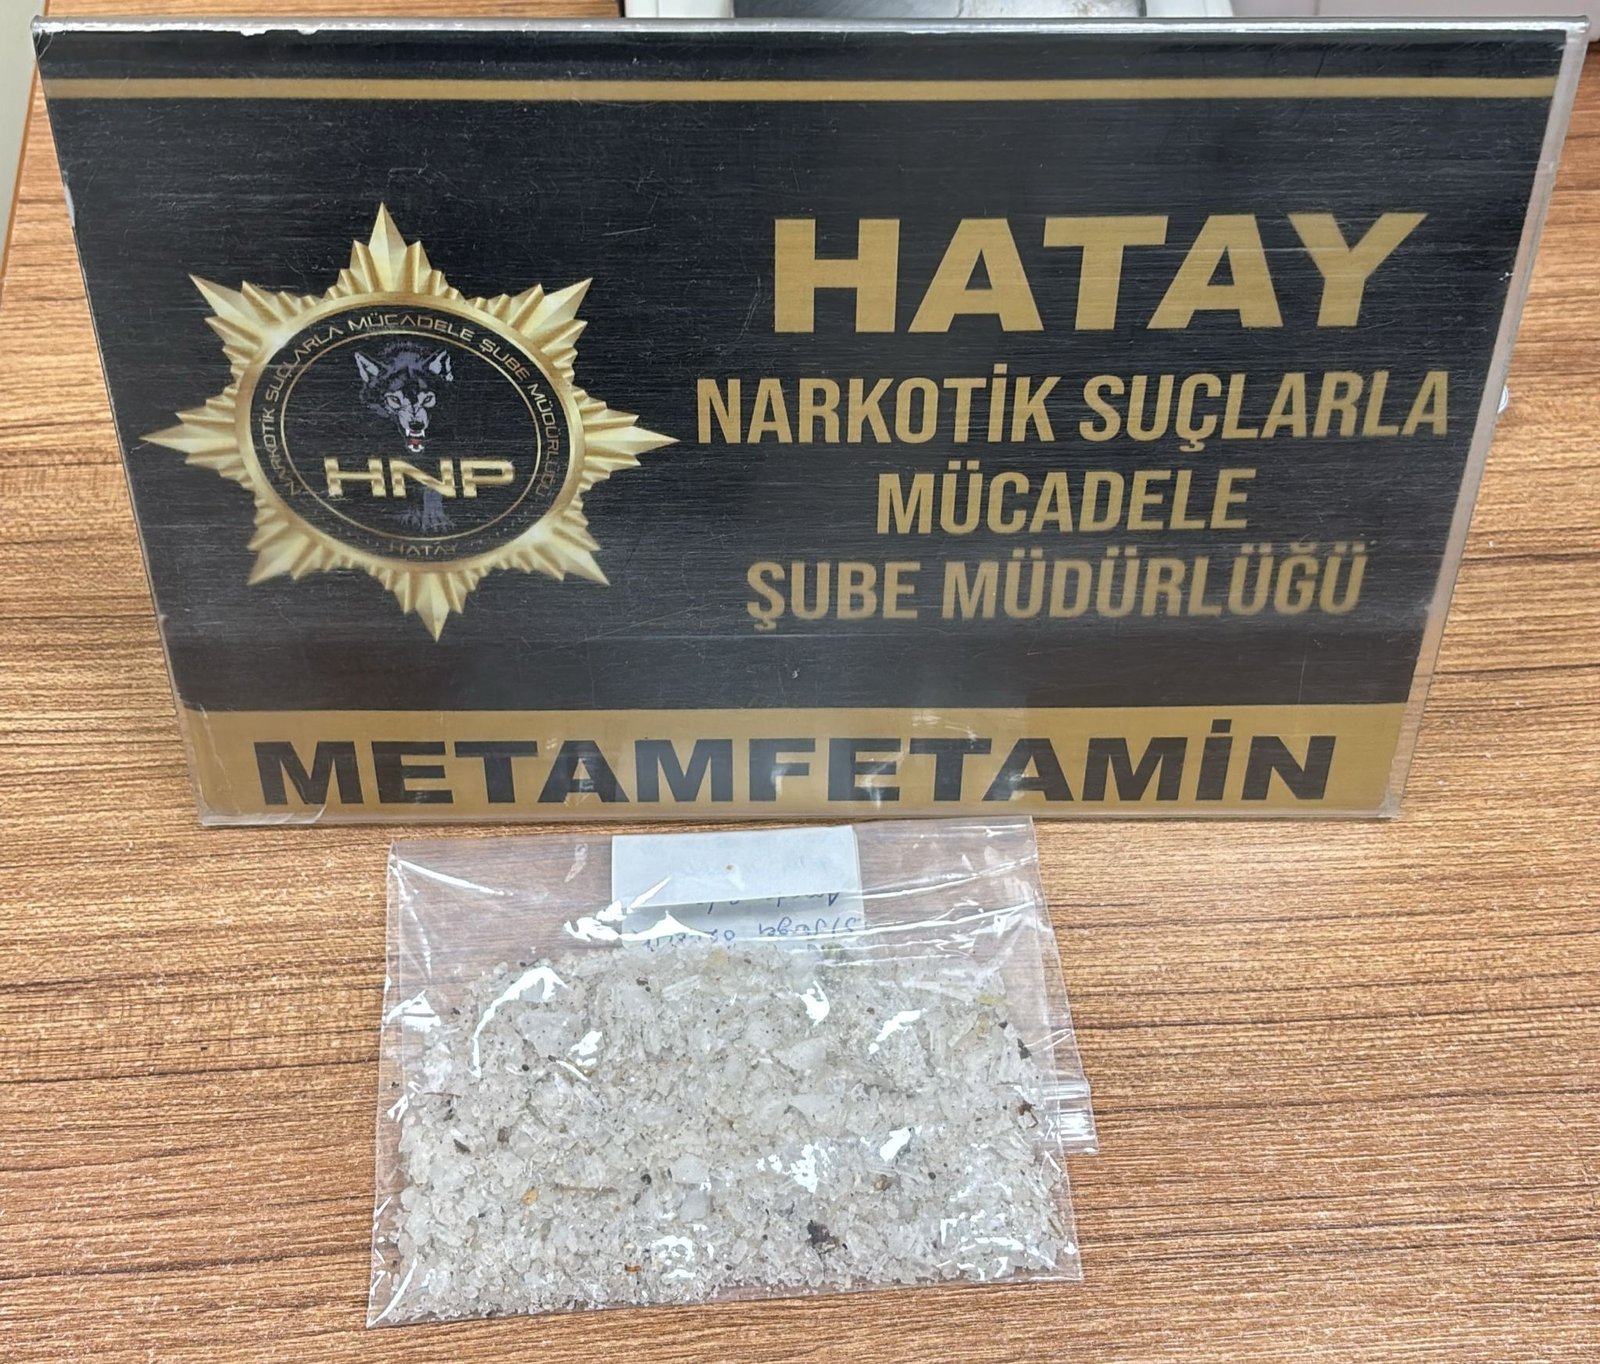 NARKOTİK SUÇLARLA MÜCADELE ŞUBE MÜDÜRLÜĞÜ
HNP
HATAY
HATAY
NARKOTİK SUÇLARLA
MÜCADELE
ŞUBE MÜDÜRLÜĞÜ
METAMFETAMİN